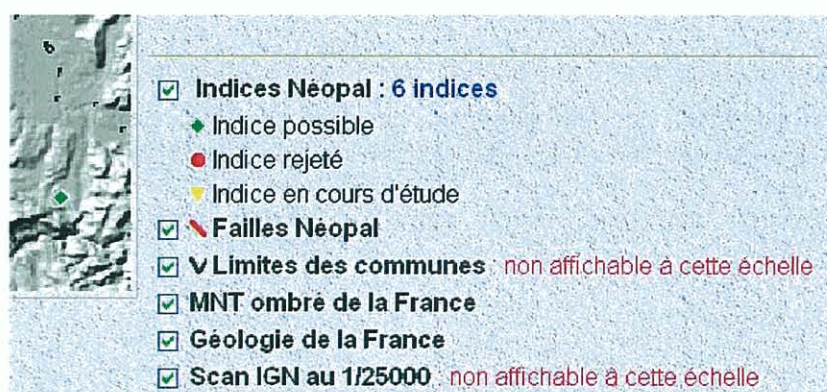 Indices Néopal : 6 indices
Indice possible
Indice rejeté
Indice en cours d'étude
Failles Néopal
Limites des communes : non affichable à cette échelle
MNT ombré de la France
Géologie de la France
Scan IGN au 1/25000 : non affichable à cette échelle